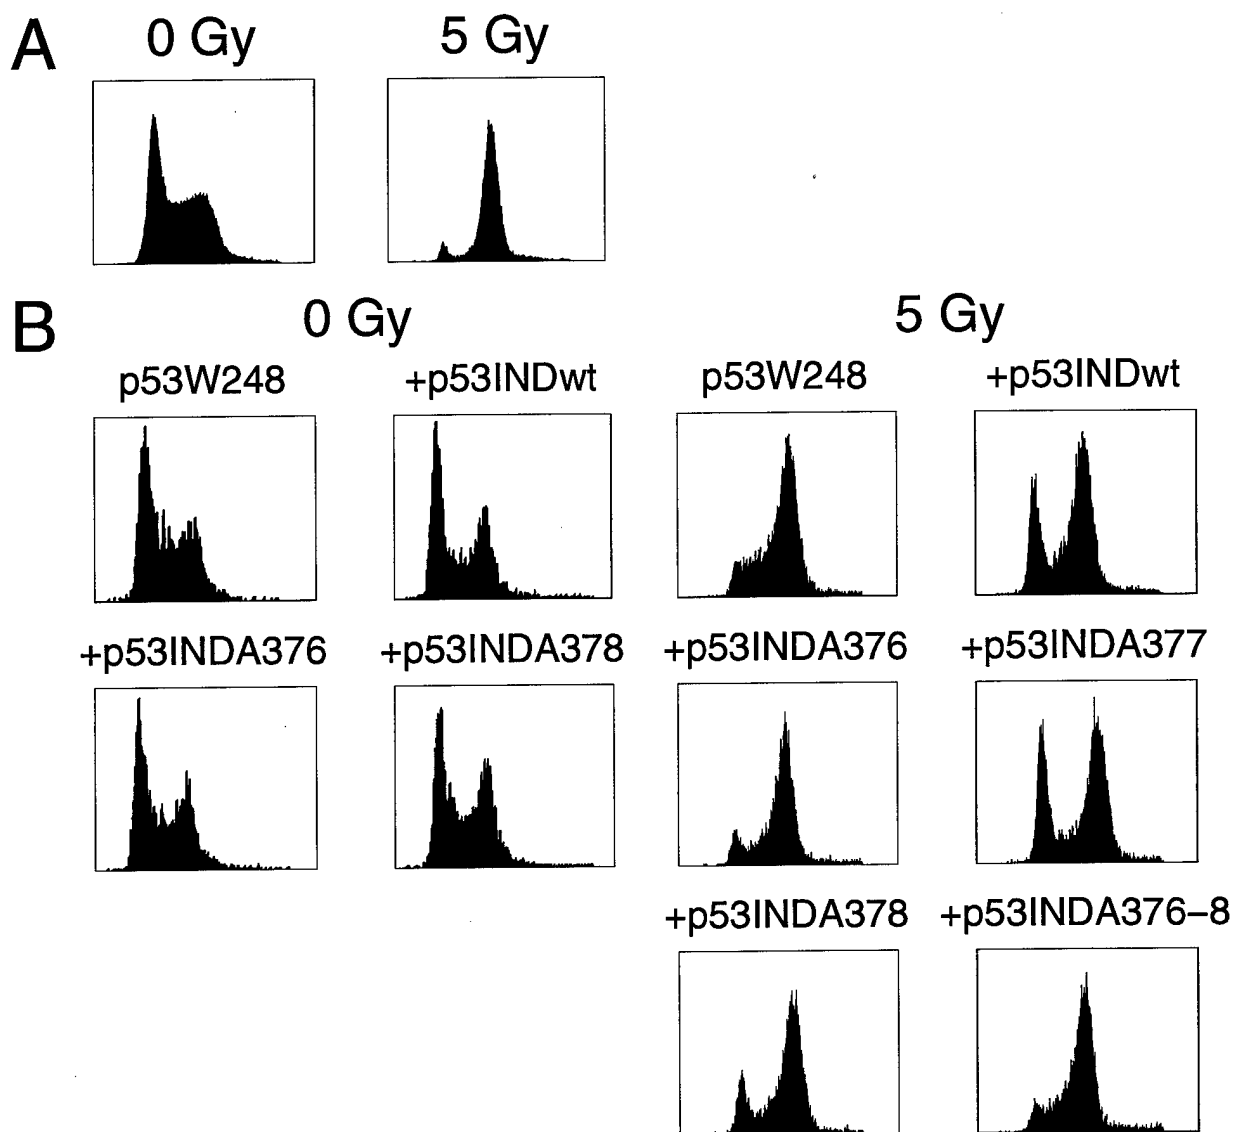 A 0 Gy 5 Gy
B 0 Gy 5 Gy
p53W248 +p53INDwt p53W248 +p53INDwt
+p53INDA376 +p53INDA378 +p53INDA376 +p53INDA377
+p53INDA378 +p53INDA376–8